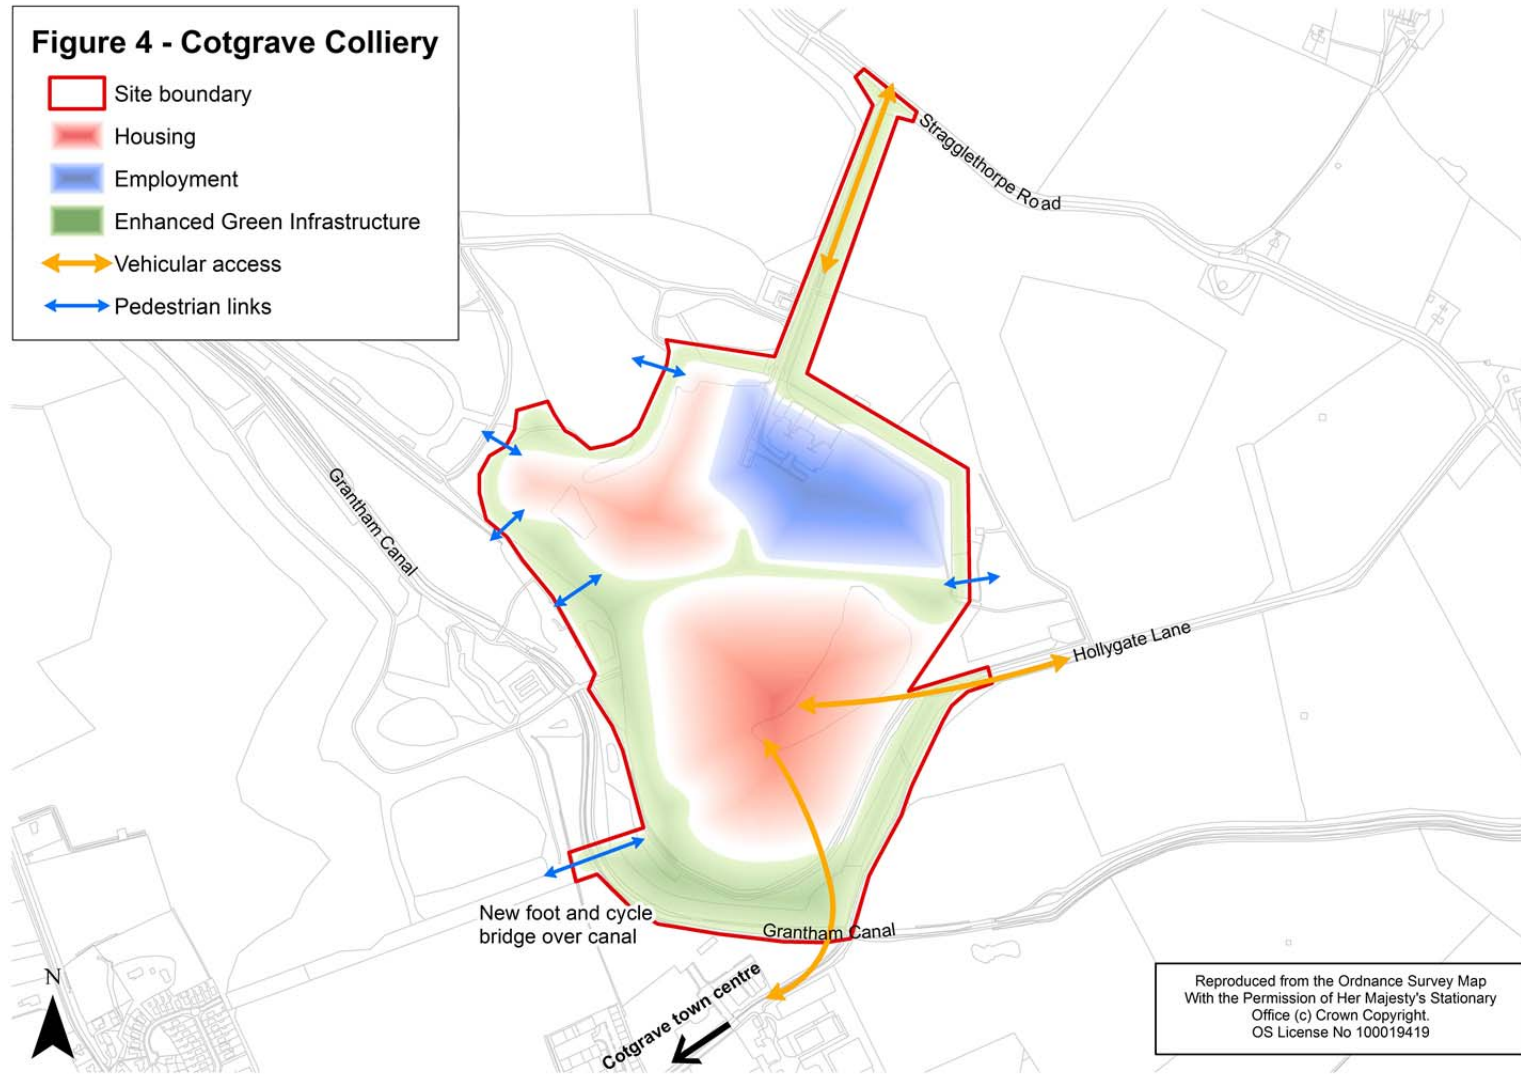 Figure 4 - Cotgrave Colliery
Site boundary
Housing
Employment
Enhanced Green Infrastructure
Vehicular access
Pedestrian links
Stragglethorpe Road
Grantham Canal
Hollygate Lane
New foot and cycle
bridge over canal
Grantham Canal
Cotgrave town centre
N
Reproduced from the Ordnance Survey Map
With the Permission of Her Majesty's Stationary
Office (c) Crown Copyright.
OS License No 100019419